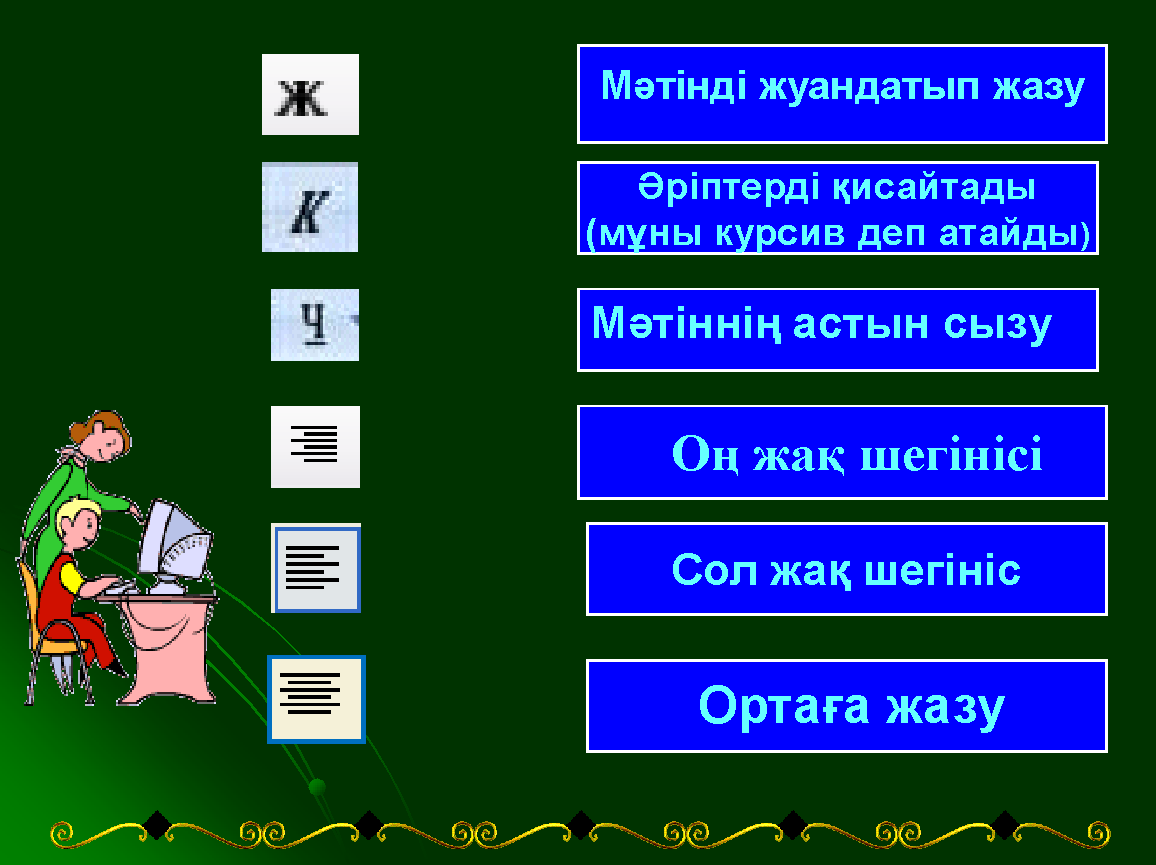 Ж
Мәтінді жуандатып жазу
К
Әріптерді қисайтады
(мұны курсив деп атайды)
Ч
Мәтіннің астын сызу
Оң жақ шегінісі
Сол жақ шегініс
Ортаға жазу